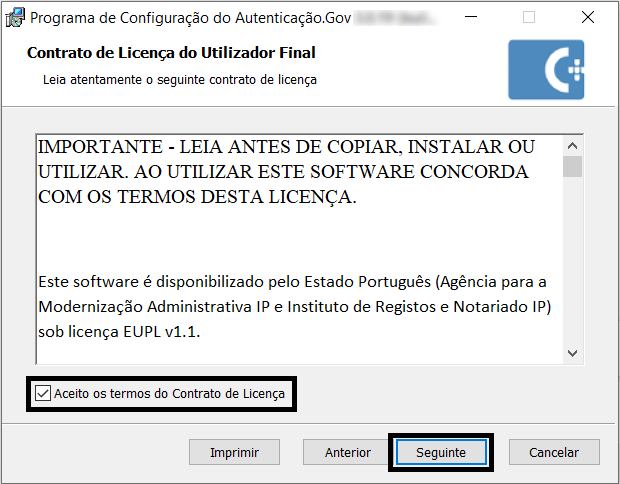 Programa de Configuração do Autenticação.Gov
Contrato de Licença do Utilizador Final
Leia atentamente o seguinte contrato de licença
IMPORTANTE - LEIA ANTES DE COPIAR, INSTALAR OU
UTILIZAR. AO UTILIZAR ESTE SOFTWARE CONCORDA
COM OS TERMOS DESTA LICENÇA.
Este software é disponibilizado pelo Estado Português (Agência para a
Modernização Administrativa IP e Instituto de Registos e Notariado IP)
sob licença EUPL v1.1.
Aceito os termos do Contrato de Licença
Imprimir Anterior Seguinte Cancelar